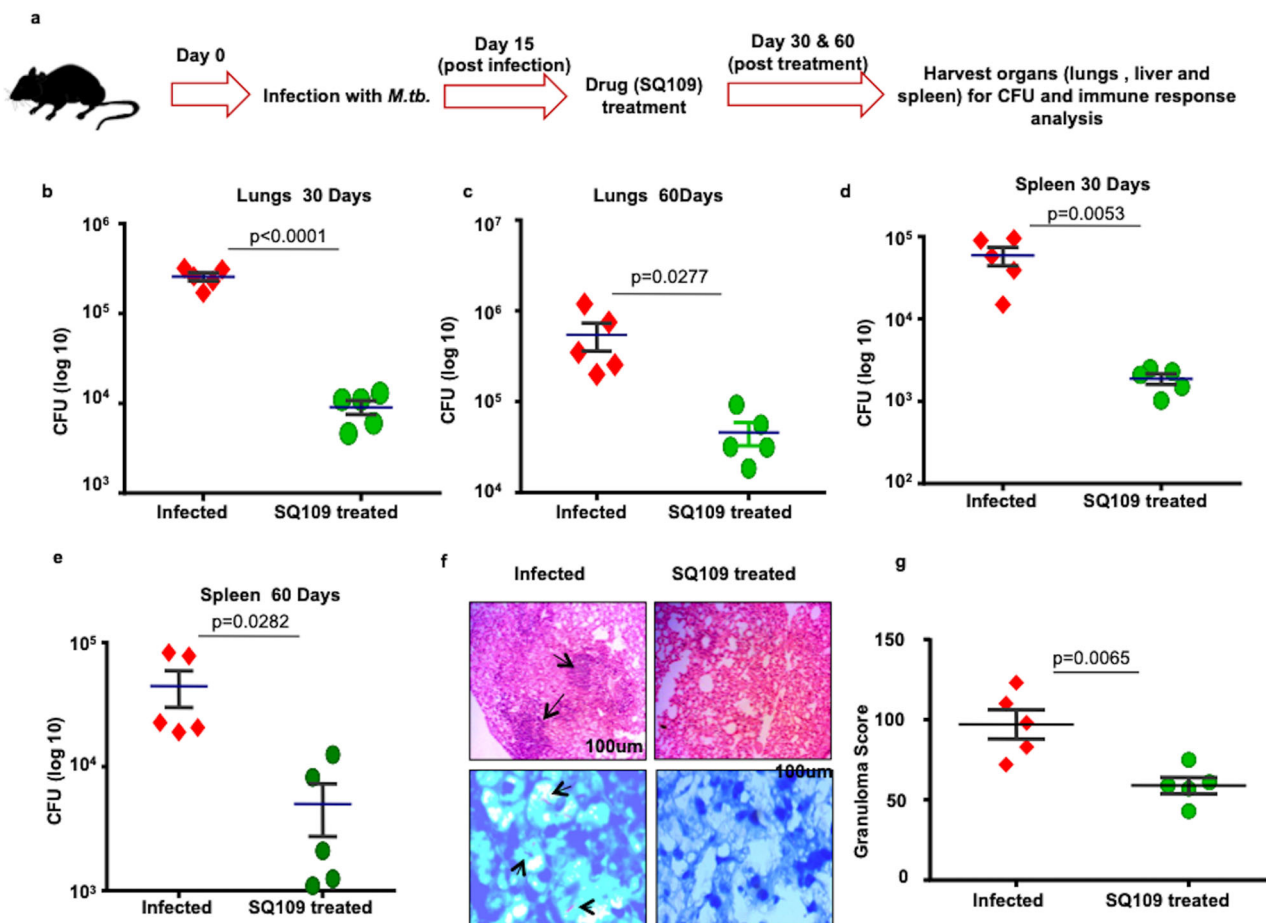 a
Day 0
Infection with M.tb.
Day 15
(post infection)
Drug (SQ109)
treatment
Day 30 & 60
(post treatment)
Harvest organs (lungs , liver and
spleen) for CFU and immune response
analysis
b
Lungs 30 Days
p<0.0001
CFU (log 10)
10⁶
10⁵
10⁴
10³
Infected
SQ109 treated
c
Lungs 60Days
p=0.0277
CFU (log 10)
10⁷
10⁶
10⁵
10⁴
Infected
SQ109 treated
d
Spleen 30 Days
p=0.0053
CFU (log 10)
10⁵
10⁴
10³
10²
Infected
SQ109 treated
e
Spleen 60 Days
p=0.0282
CFU (log 10)
10⁵
10⁴
10³
Infected
SQ109 treated
f
Infected
SQ109 treated
100um
100um
g
p=0.0065
Granuloma Score
150
100
50
0
Infected
SQ109 treated